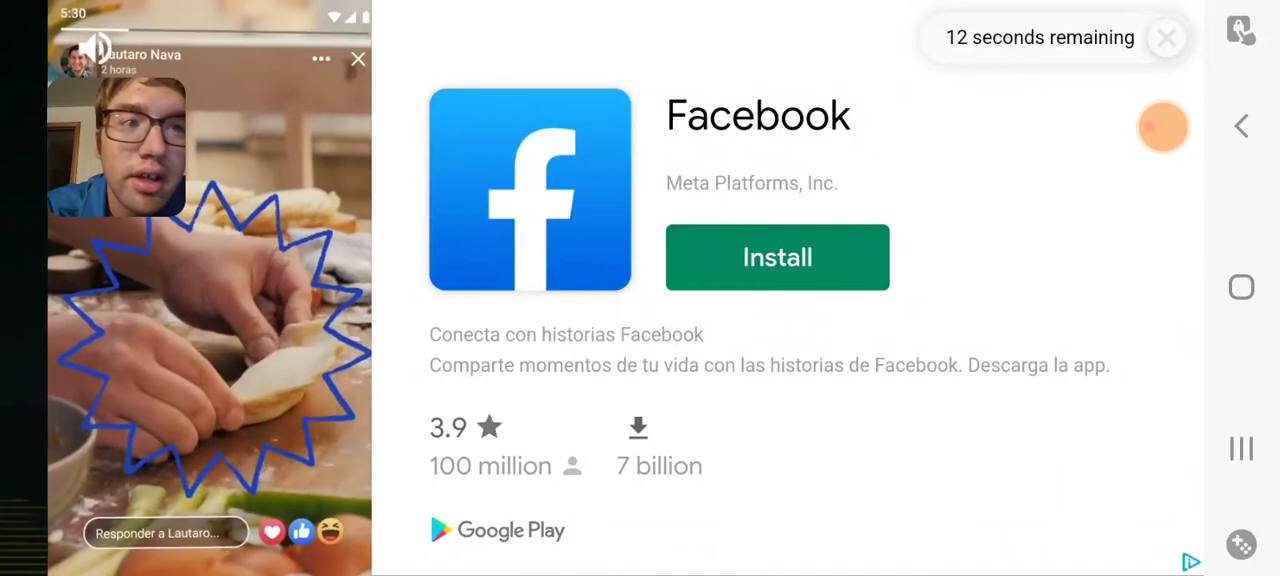 5:30
Lautaro Nava
2 horas
Responder a Lautaro...
12 seconds remaining
Facebook
Meta Platforms, Inc.
Install
Conecta con historias Facebook
Comparte momentos de tu vida con las historias de Facebook. Descarga la app.
3.9
100 million
7 billion
Google Play